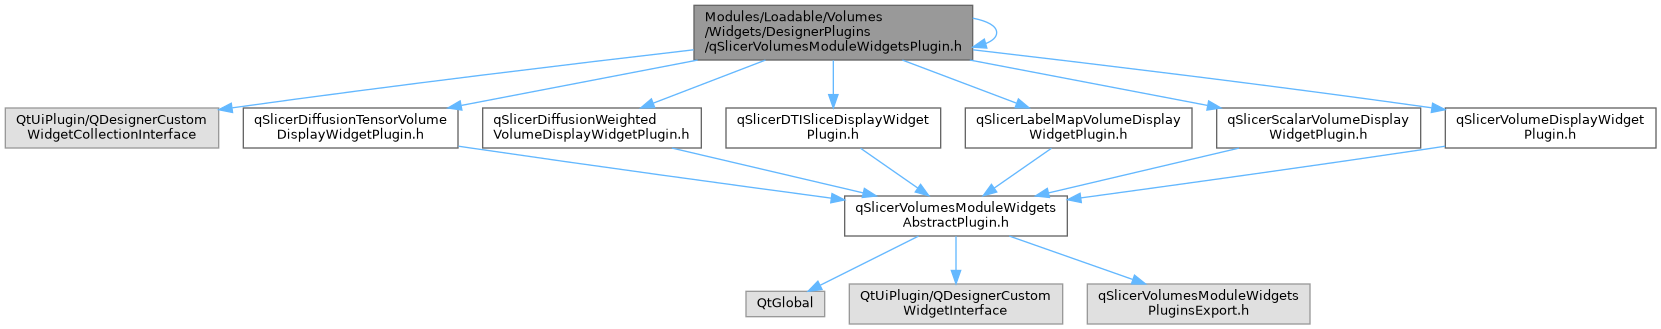 Modules/Loadable/Volumes
/Widgets/DesignerPlugins
/qSlicerVolumesModuleWidgetsPlugin.h
QtUiPlugin/QDesignerCustom
WidgetCollectionInterface
qSlicerDiffusionTensorVolume
DisplayWidgetPlugin.h
qSlicerDiffusionWeighted
VolumeDisplayWidgetPlugin.h
qSlicerDTISliceDisplayWidget
Plugin.h
qSlicerLabelMapVolumeDisplay
WidgetPlugin.h
qSlicerScalarVolumeDisplay
WidgetPlugin.h
qSlicerVolumeDisplayWidget
Plugin.h
qSlicerVolumesModuleWidgets
AbstractPlugin.h
QtGlobal
QtUiPlugin/QDesignerCustom
WidgetInterface
qSlicerVolumesModuleWidgets
PluginsExport.h